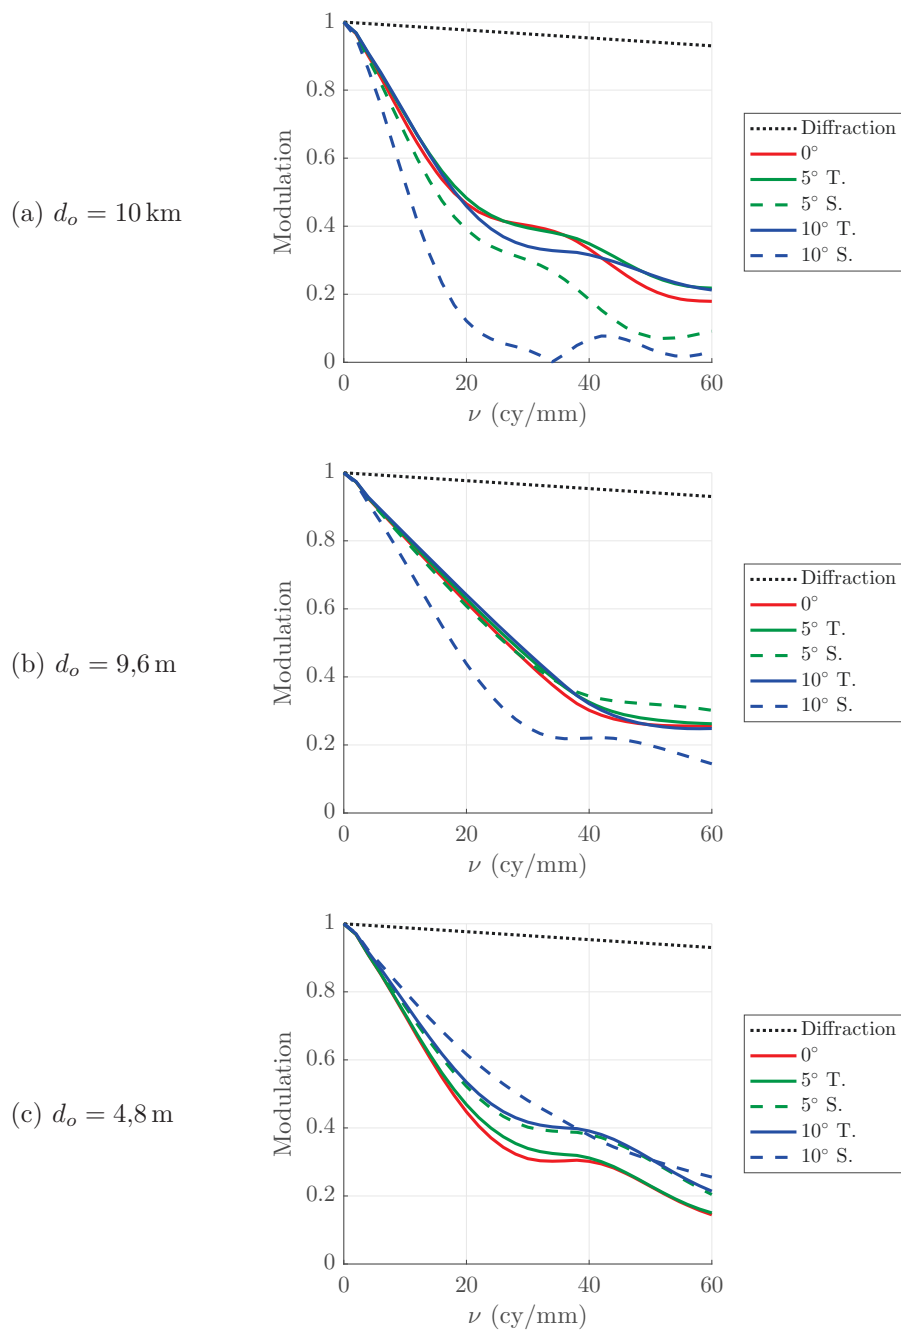 (a) d_o = 10 km
Modulation
1
0.8
0.6
0.4
0.2
0
0 20 40 60
ν (cy/mm)
Diffraction
0°
5° T.
5° S.
10° T.
10° S.
(b) d_o = 9,6 m
Modulation
1
0.8
0.6
0.4
0.2
0
0 20 40 60
ν (cy/mm)
Diffraction
0°
5° T.
5° S.
10° T.
10° S.
(c) d_o = 4,8 m
Modulation
1
0.8
0.6
0.4
0.2
0
0 20 40 60
ν (cy/mm)
Diffraction
0°
5° T.
5° S.
10° T.
10° S.